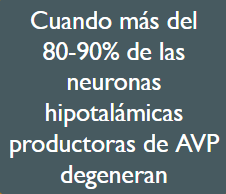 Cuando más del
80-90% de las
neuronas
hipotalámicas
productoras de AVP
degeneran